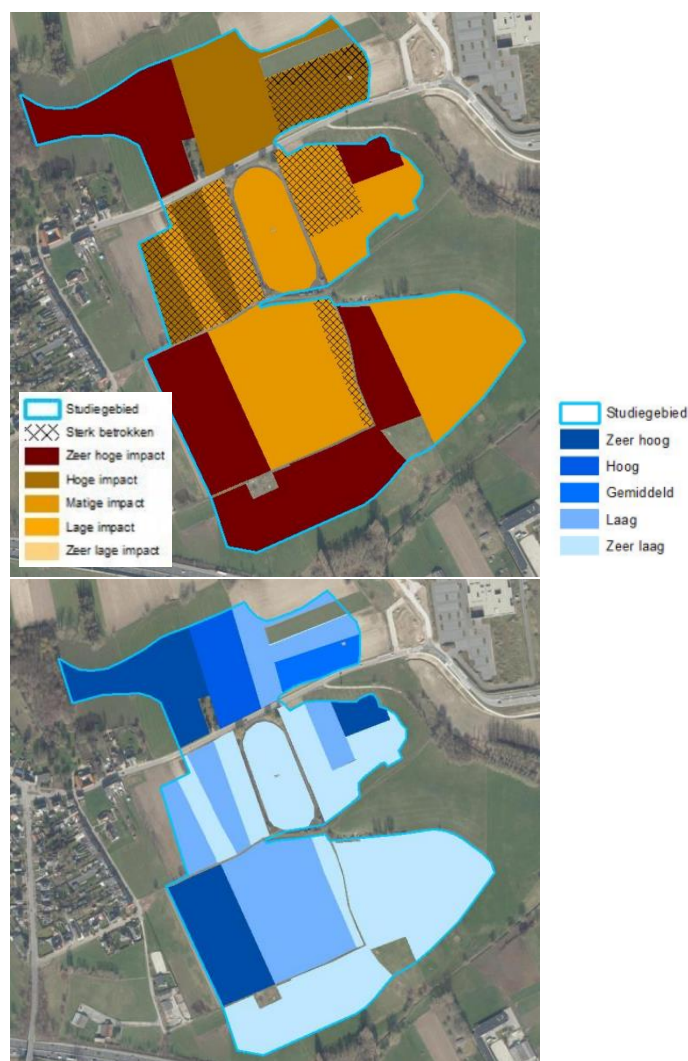 Studiegebied
Sterk betrokken
Zeer hoge impact
Hoge impact
Matige impact
Lage impact
Zeer lage impact
Studiegebied
Zeer hoog
Hoog
Gemiddeld
Laag
Zeer laag